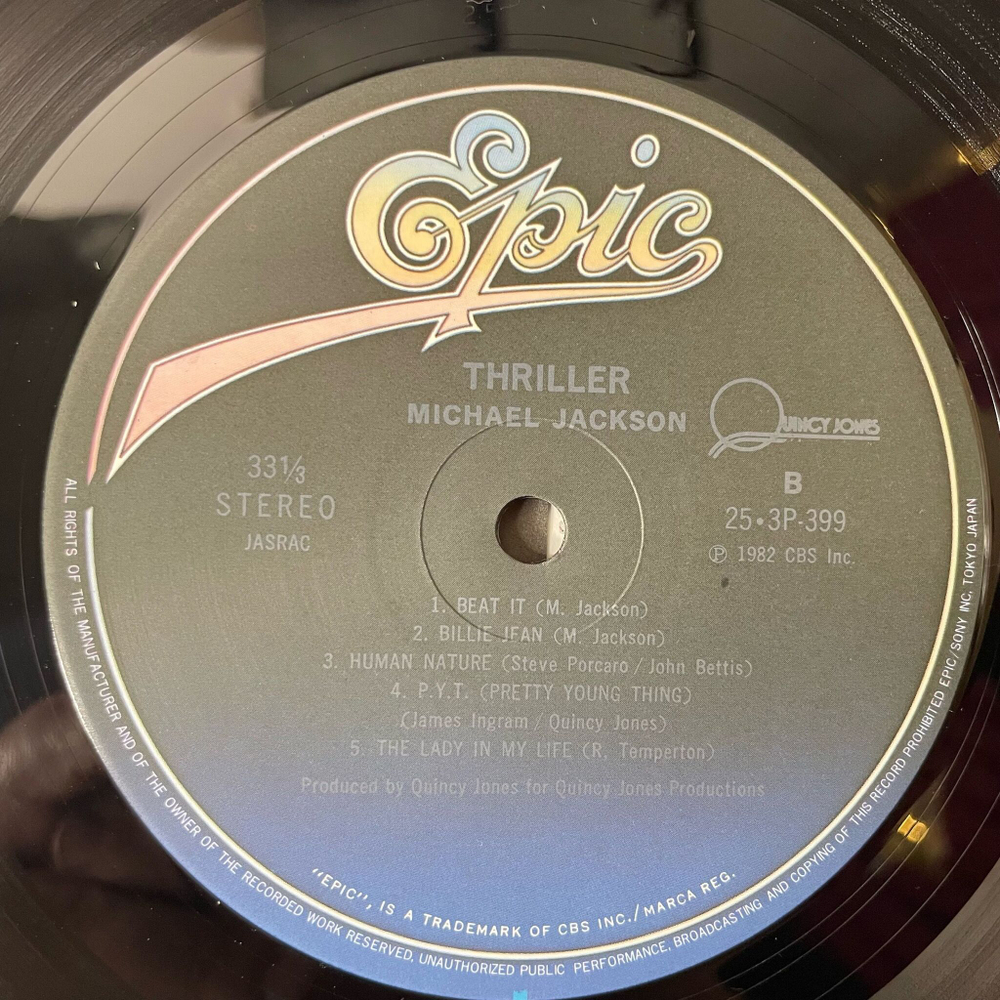 Epic
THRILLER
MICHAEL JACKSON
QUINCY JONES
33⅓
STEREO
JASRAC
B
25•3P-399
Ⓟ 1982 CBS Inc.
1. BEAT IT (M. Jackson)
2. BILLIE JEAN (M. Jackson)
3. HUMAN NATURE (Steve Porcaro / John Bettis)
4. P.Y.T. (PRETTY YOUNG THING)
(James Ingram / Quincy Jones)
5. THE LADY IN MY LIFE (R. Temperton)
Produced by Quincy Jones for Quincy Jones Productions
"EPIC", IS A TRADEMARK OF CBS INC./MARCA REG.
ALL RIGHTS OF THE MANUFACTURER AND OF THE OWNER OF THE RECORDED WORK RESERVED. UNAUTHORIZED PUBLIC PERFORMANCE, BROADCASTING AND COPYING OF THIS RECORD PROHIBITED EPIC/SONY INC. TOKYO JAPAN